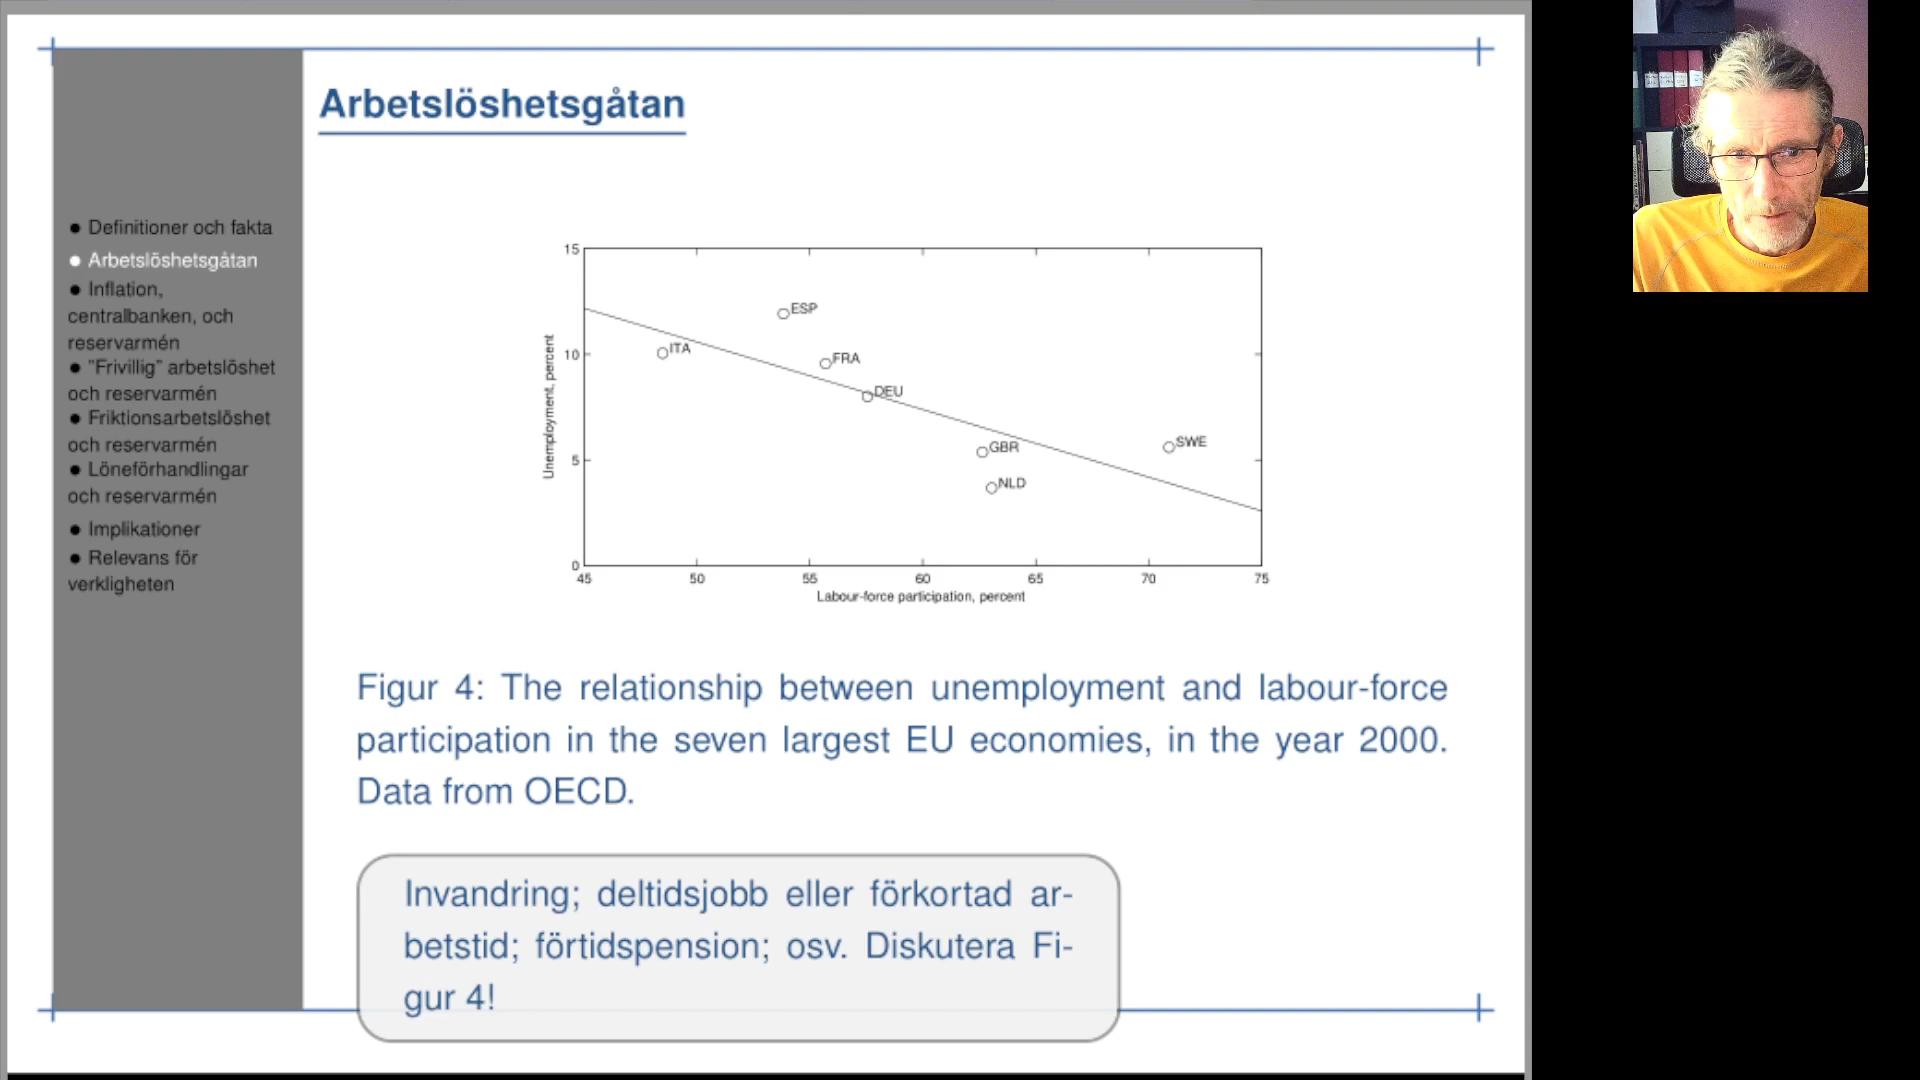 Arbetslöshetsgåtan
● Definitioner och fakta
● Arbetslöshetsgåtan
● Inflation,
centralbanken, och
reservarmén
● "Frivillig" arbetslöshet
och reservarmén
● Friktionsarbetslöshet
och reservarmén
● Löneförhandlingar
och reservarmén
● Implikationer
● Relevans för
verkligheten
15
ESP
ITA
10
FRA
DEU
Unemployment, percent
GBR
SWE
5
NLD
0
45 50 55 60 65 70 75
Labour-force participation, percent
Figur 4: The relationship between unemployment and labour-force
participation in the seven largest EU economies, in the year 2000.
Data from OECD.
Invandring; deltidsjobb eller förkortad ar-
betstid; förtidspension; osv. Diskutera Fi-
gur 4!